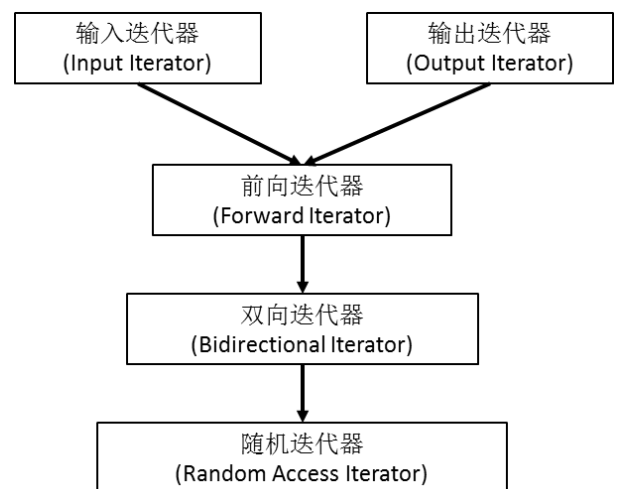 输入迭代器
(Input Iterator)
输出迭代器
(Output Iterator)
前向迭代器
(Forward Iterator)
双向迭代器
(Bidirectional Iterator)
随机迭代器
(Random Access Iterator)